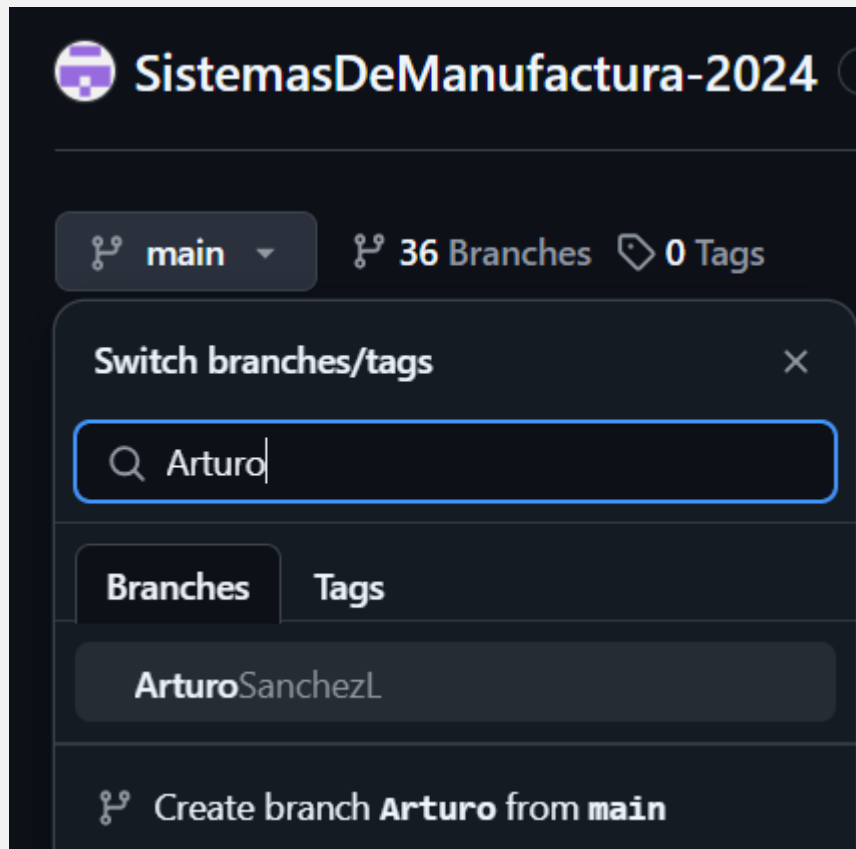 SistemasDeManufactura-2024
main 36 Branches 0 Tags
Switch branches/tags
Arturo
Branches Tags
ArturoSanchezL
Create branch Arturo from main